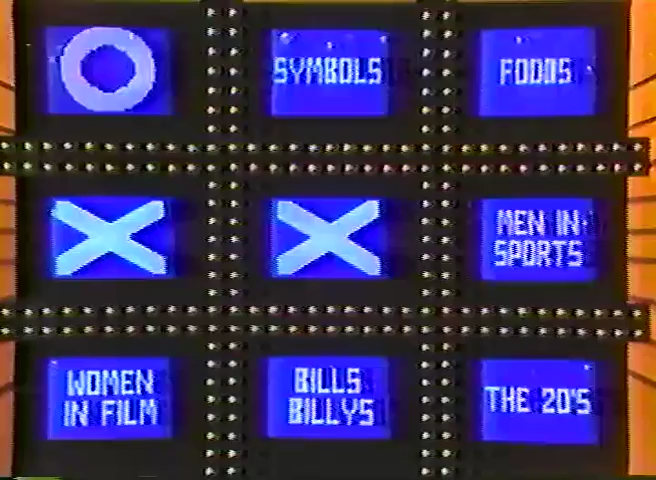 O
SYMBOLS
FOODS
X
X
MEN IN
SPORTS
WOMEN
IN FILM
BILLS
BILLYS
THE 20'S